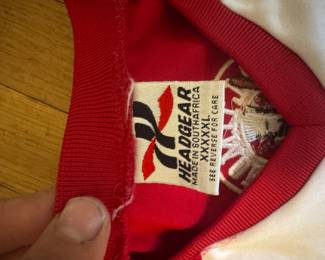 HEADGEAR
MADE IN SOUTH AFRICA
XXXXXL
SEE REVERSE FOR CARE